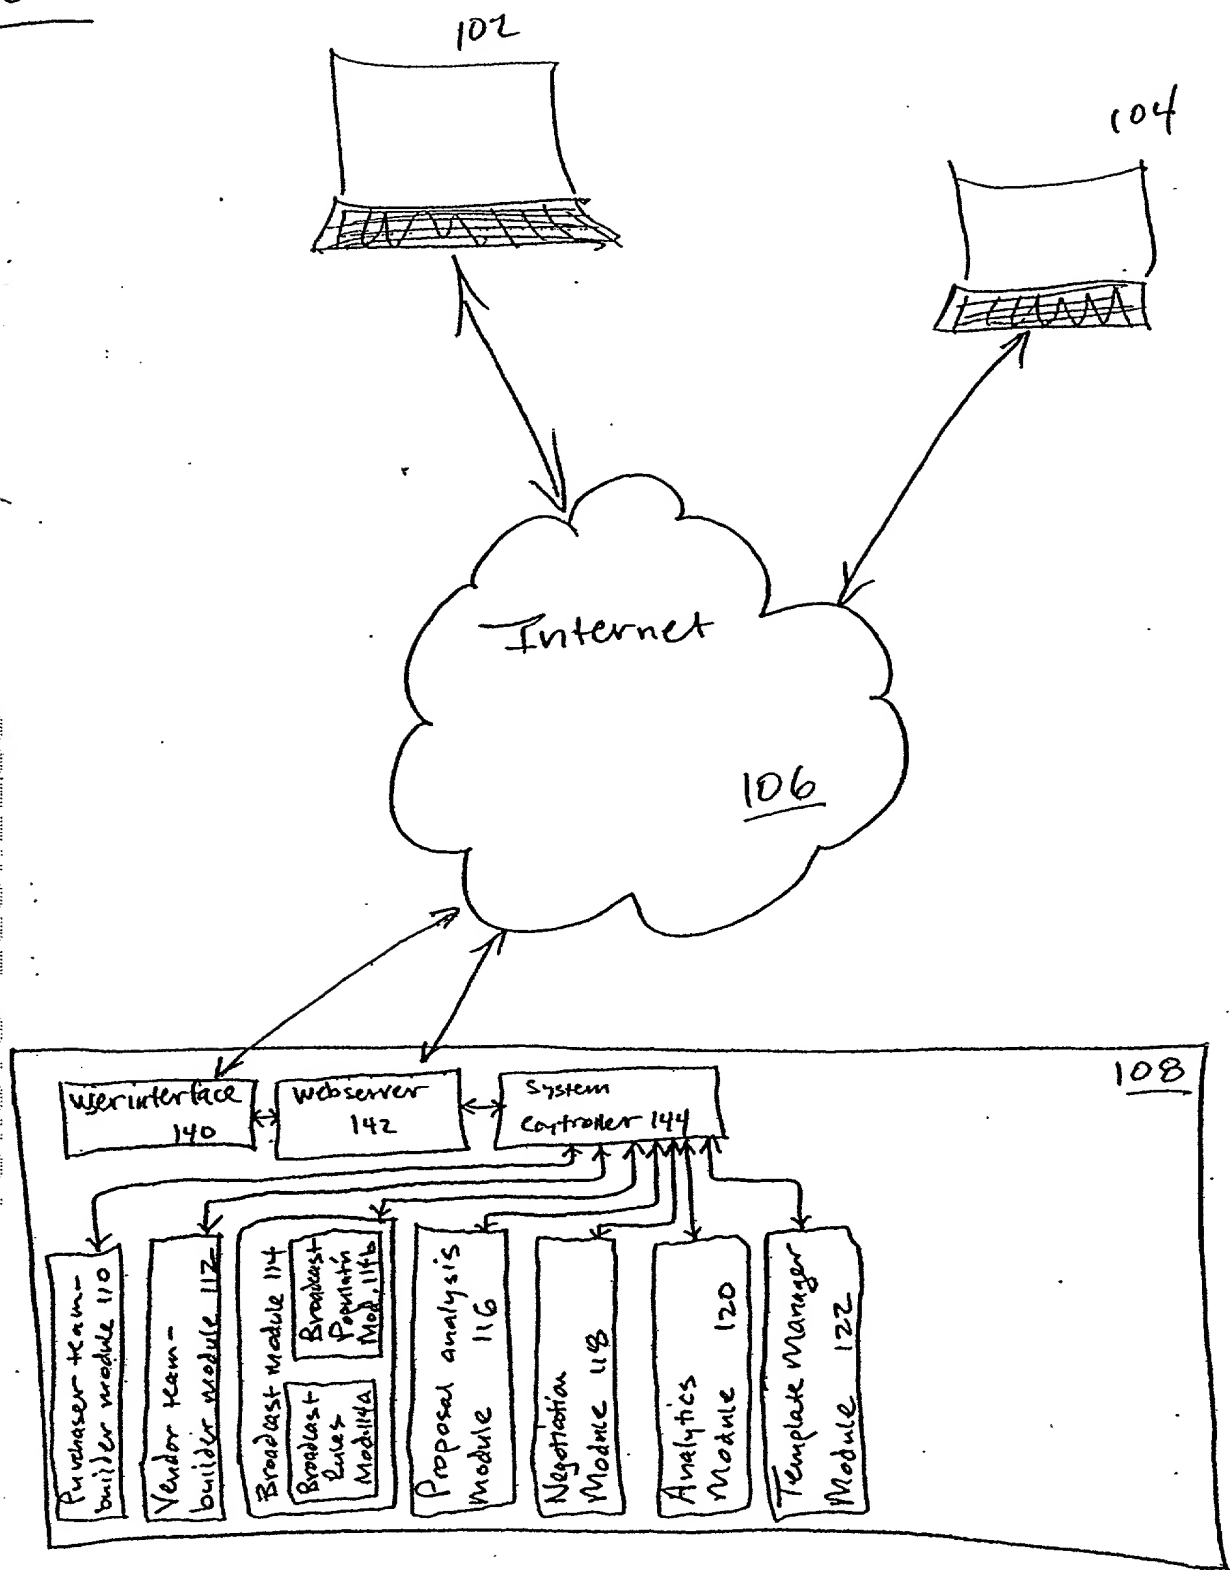 102
104
Internet
106
108
Userinterface
140
Webserver
142
System
Controller 144
Purchaser team-
builder module 110
Vendor team-
builder module 112
Broadcast module 114
Broadcast
Rules
Mod. 114a
Broadcast
Populatin
Mod. 114b
Proposal analysis
module 116
Negotiation
Module 118
Analytics
Module 120
Template Manager
Module 122